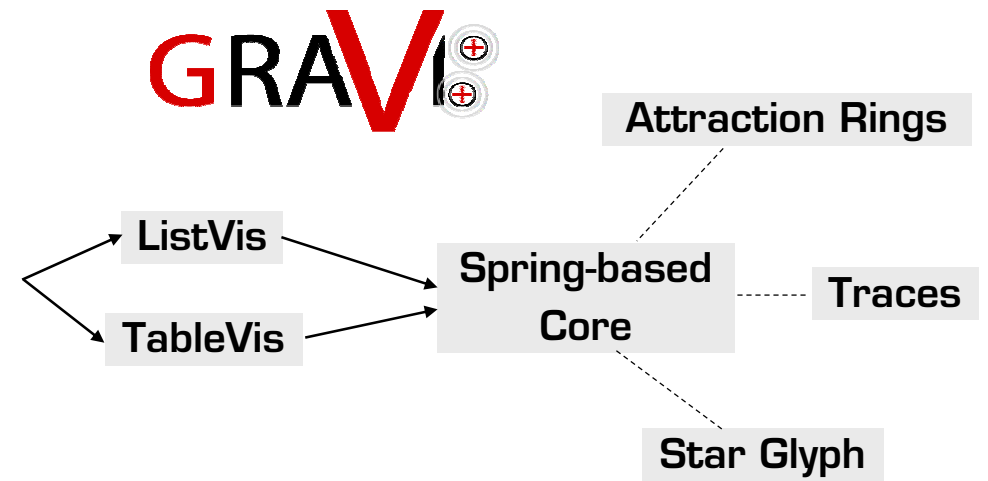 GRAVI
Attraction Rings
ListVis
Spring-based
Core
Traces
TableVis
Star Glyph